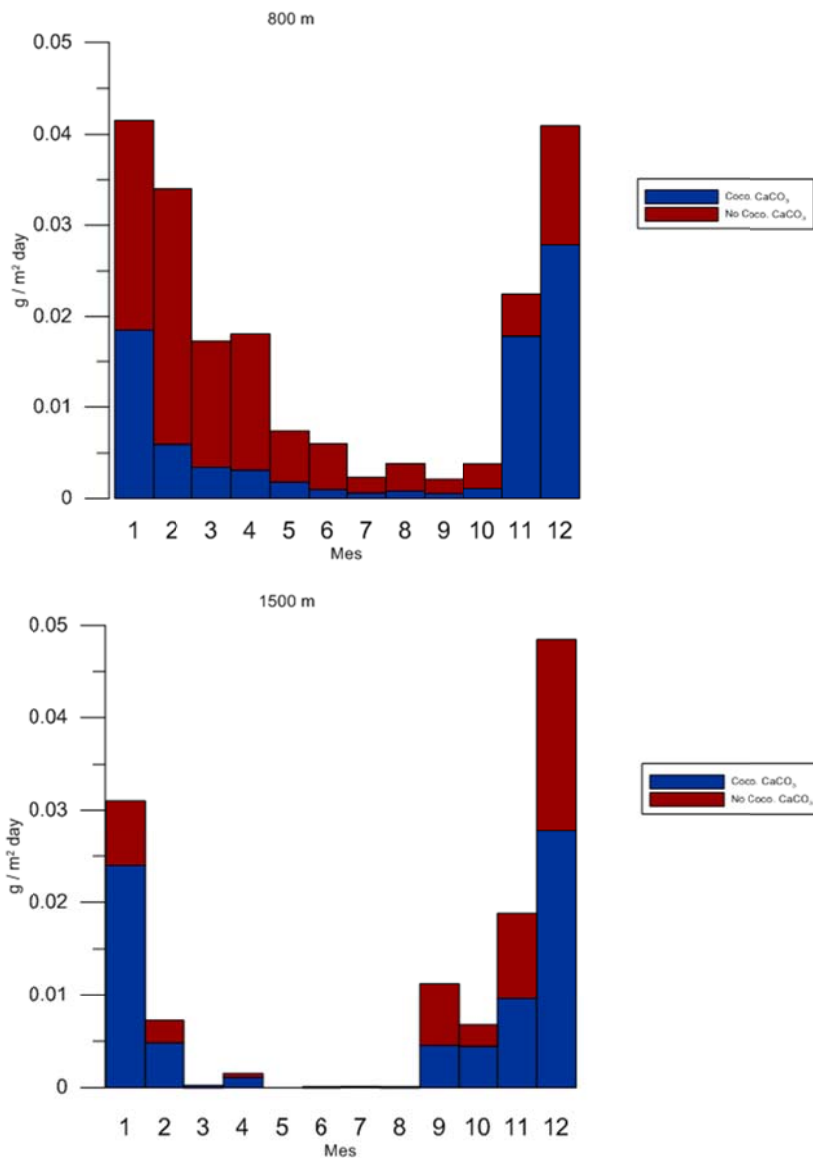 800 m
0.05
0.04
0.03
0.02
0.01
0
g / m² day
1 2 3 4 5 6 7 8 9 10 11 12
Mes
Coco. CaCO₃
No Coco. CaCO₃
1500 m
0.05
0.04
0.03
0.02
0.01
0
g / m² day
1 2 3 4 5 6 7 8 9 10 11 12
Mes
Coco. CaCO₃
No Coco. CaCO₃